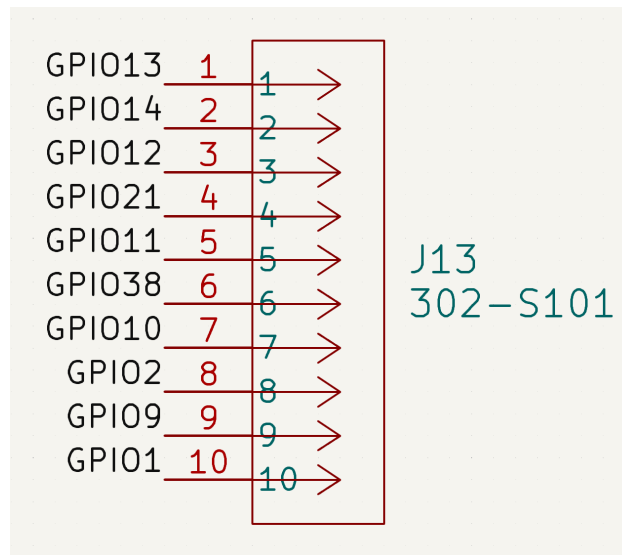 GPIO13 1 1
GPIO14 2 2
GPIO12 3 3
GPIO21 4 4
GPIO11 5 5
GPIO38 6 6
GPIO10 7 7
GPIO2 8 8
GPIO9 9 9
GPIO1 10 10
J13
302-S101